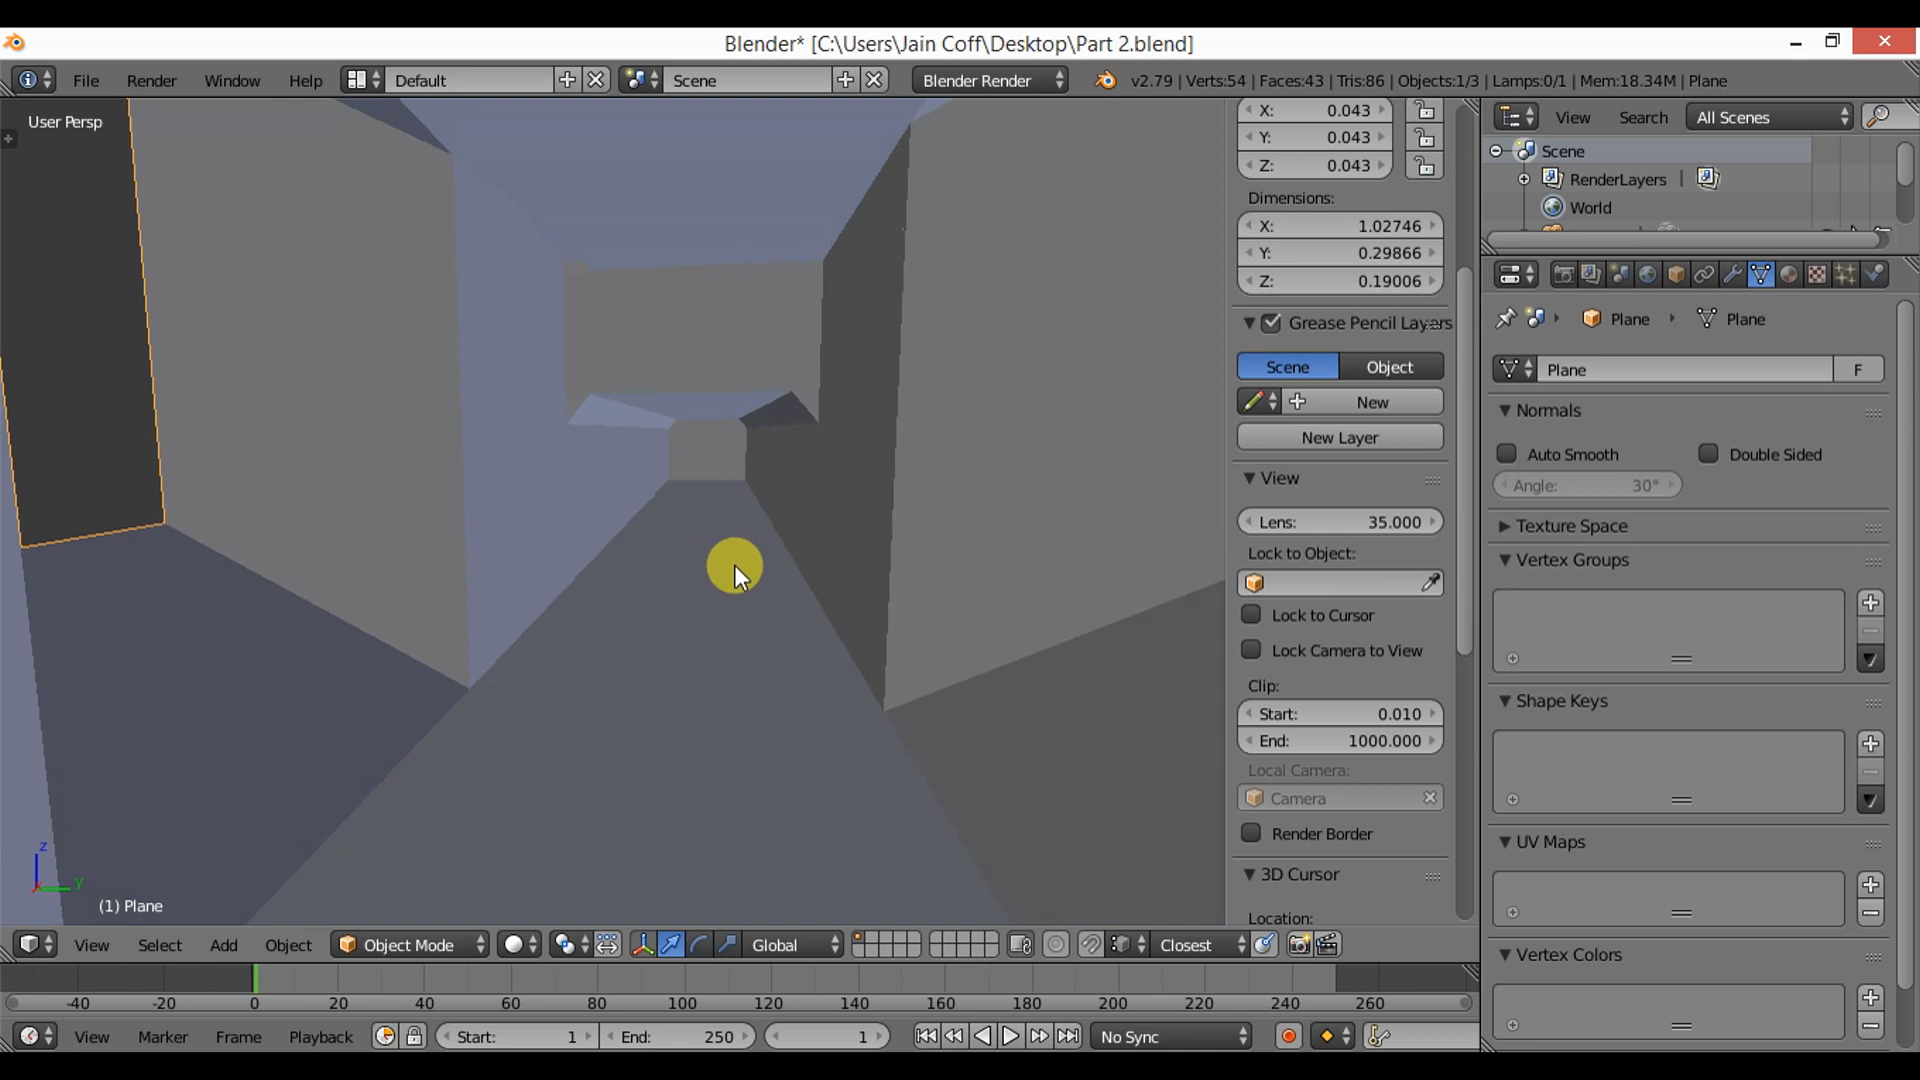 Blender* [C:\Users\Jain Coff\Desktop\Part 2.blend]
File Render Window Help Default Scene Blender Render v2.79 | Verts:54 | Faces:43 | Tris:86 | Objects:1/3 | Lamps:0/1 | Mem:18.34M | Plane
User Persp
X: 0.043
Y: 0.043
Z: 0.043
Dimensions:
X: 1.02746
Y: 0.29866
Z: 0.19006
Grease Pencil Layers
Scene Object
New
New Layer
View
Lens: 35.000
Lock to Object:
Lock to Cursor
Lock Camera to View
Clip:
Start: 0.010
End: 1000.000
Local Camera:
Camera
Render Border
3D Cursor
Location:
View Search All Scenes
Scene
RenderLayers |
World
Plane Plane
Plane F
Normals
Auto Smooth Double Sided
Angle: 30°
Texture Space
Vertex Groups
Shape Keys
UV Maps
Vertex Colors
z
y
(1) Plane
View Select Add Object Object Mode Global Closest
-40 -20 0 20 40 60 80 100 120 140 160 180 200 220 240 260
View Marker Frame Playback Start: 1 End: 250 1 No Sync